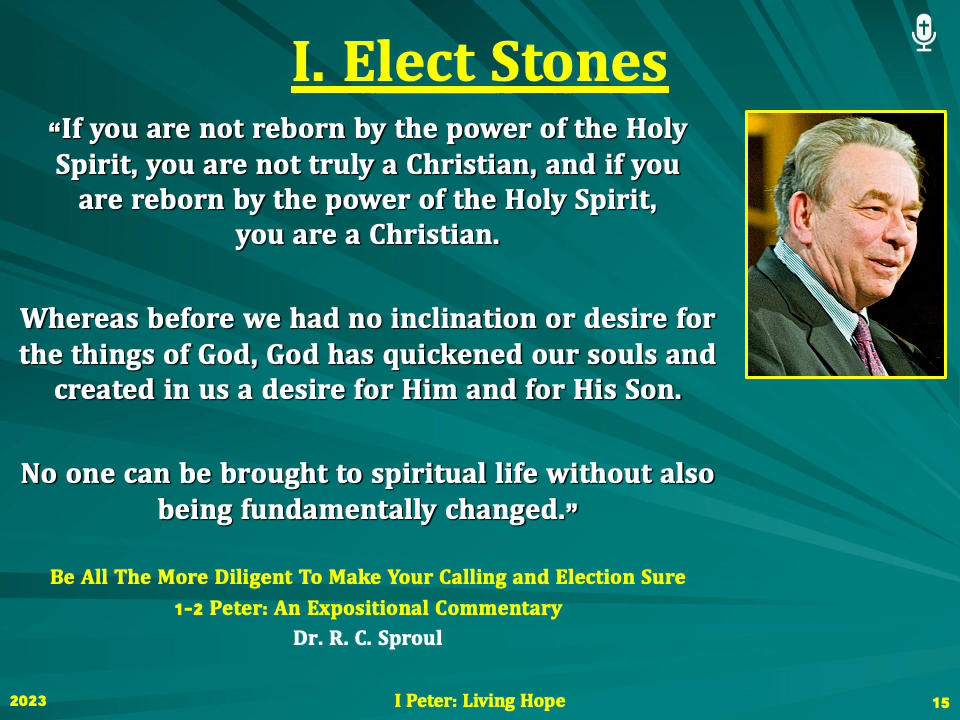 I. Elect Stones
“If you are not reborn by the power of the Holy
Spirit, you are not truly a Christian, and if you
are reborn by the power of the Holy Spirit,
you are a Christian.
Whereas before we had no inclination or desire for
the things of God, God has quickened our souls and
created in us a desire for Him and for His Son.
No one can be brought to spiritual life without also
being fundamentally changed.”
Be All The More Diligent To Make Your Calling and Election Sure
1-2 Peter: An Expositional Commentary
Dr. R. C. Sproul
2023
I Peter: Living Hope
15